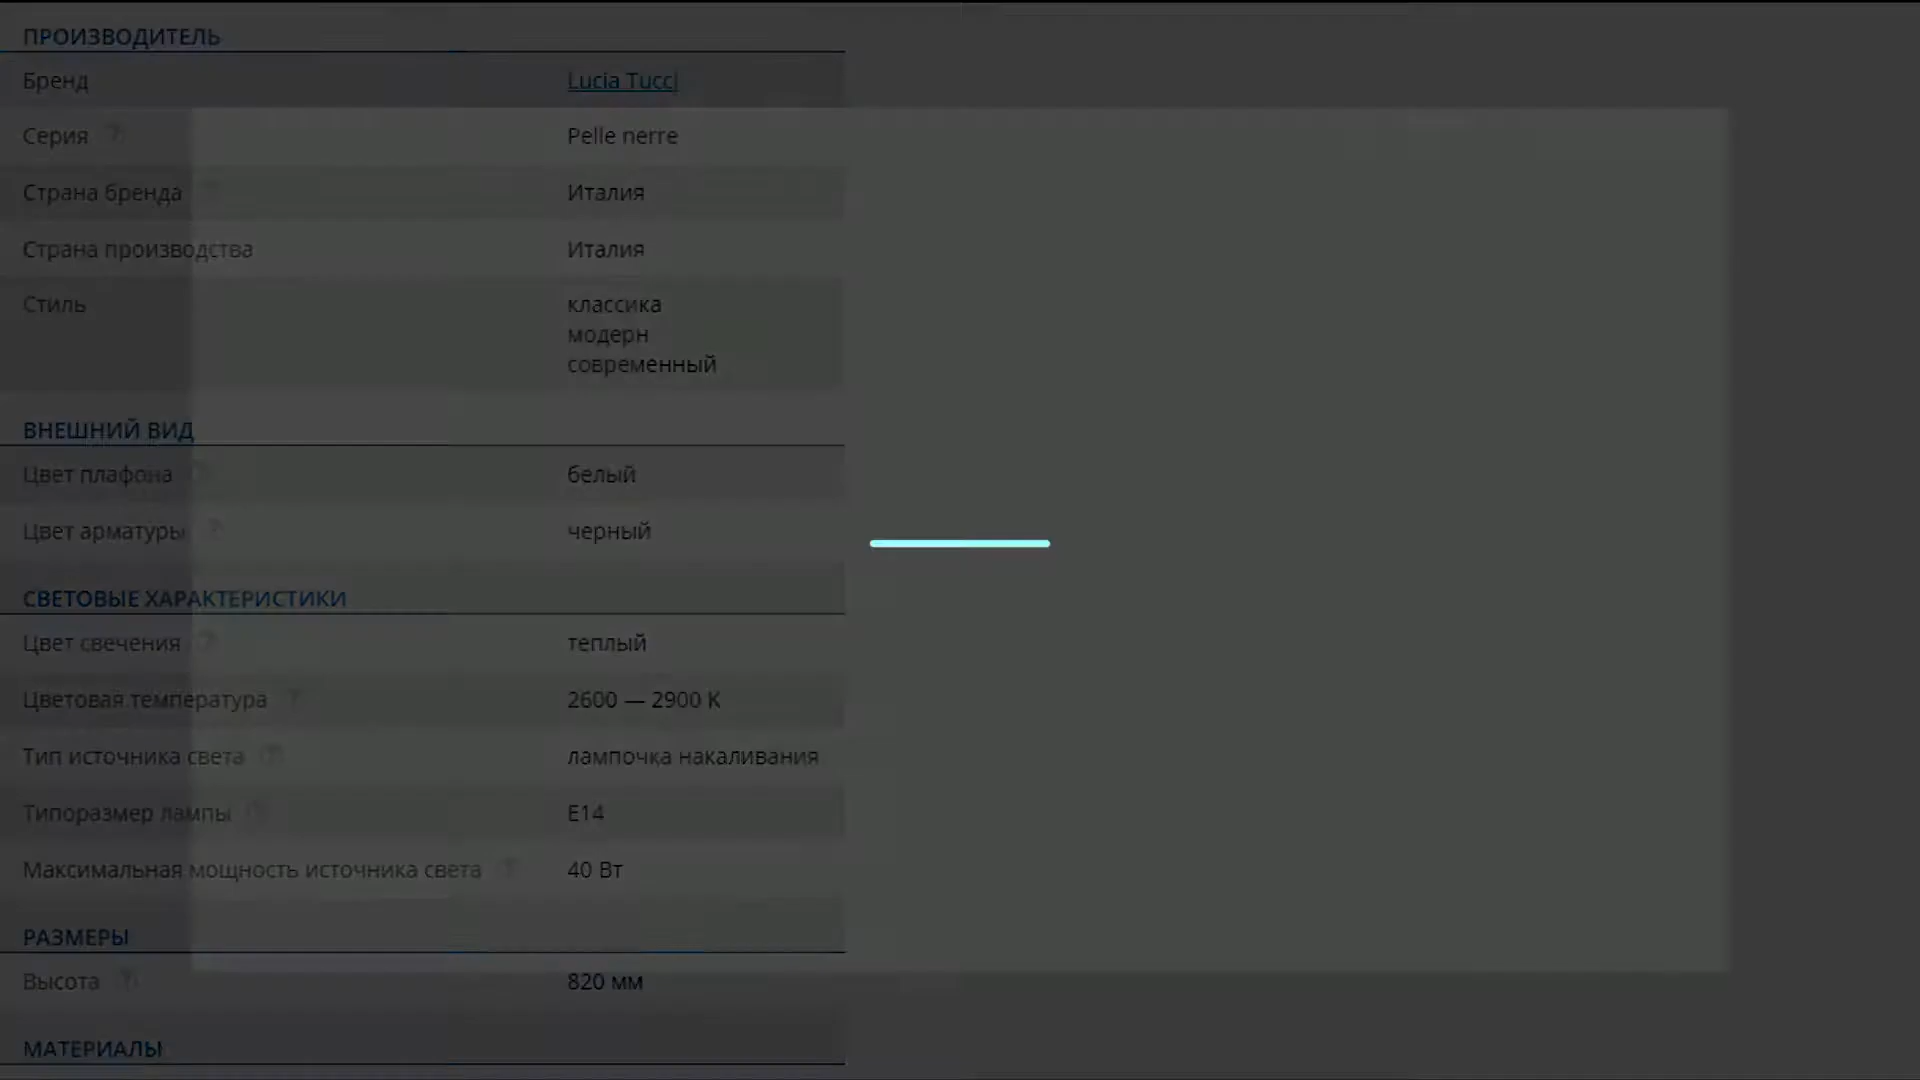 ПРОИЗВОДИТЕЛЬ
Бренд Lucia Tucci
Серия ? Pelle nerre
Страна бренда ? Италия
Страна производства Италия
Стиль классика
модерн
современный
ВНЕШНИЙ ВИД
Цвет плафона ? белый
Цвет арматуры ? черный
СВЕТОВЫЕ ХАРАКТЕРИСТИКИ
Цвет свечения ? теплый
Цветовая температура ? 2600 — 2900 K
Тип источника света ? лампочка накаливания
Типоразмер лампы ? E14
Максимальная мощность источника света ? 40 Вт
РАЗМЕРЫ
Высота ? 820 мм
МАТЕРИАЛЫ